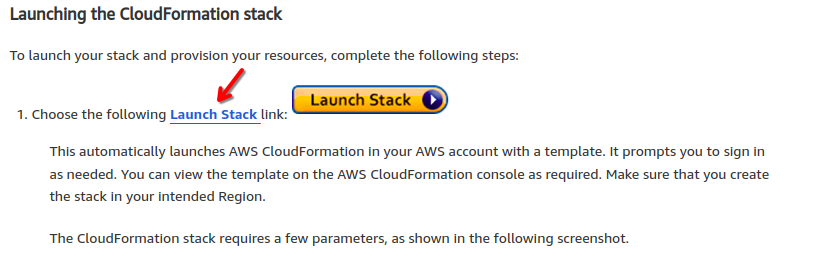 Launching the CloudFormation stack
To launch your stack and provision your resources, complete the following steps:
1. Choose the following Launch Stack link: Launch Stack
This automatically launches AWS CloudFormation in your AWS account with a template. It prompts you to sign in
as needed. You can view the template on the AWS CloudFormation console as required. Make sure that you create
the stack in your intended Region.
The CloudFormation stack requires a few parameters, as shown in the following screenshot.